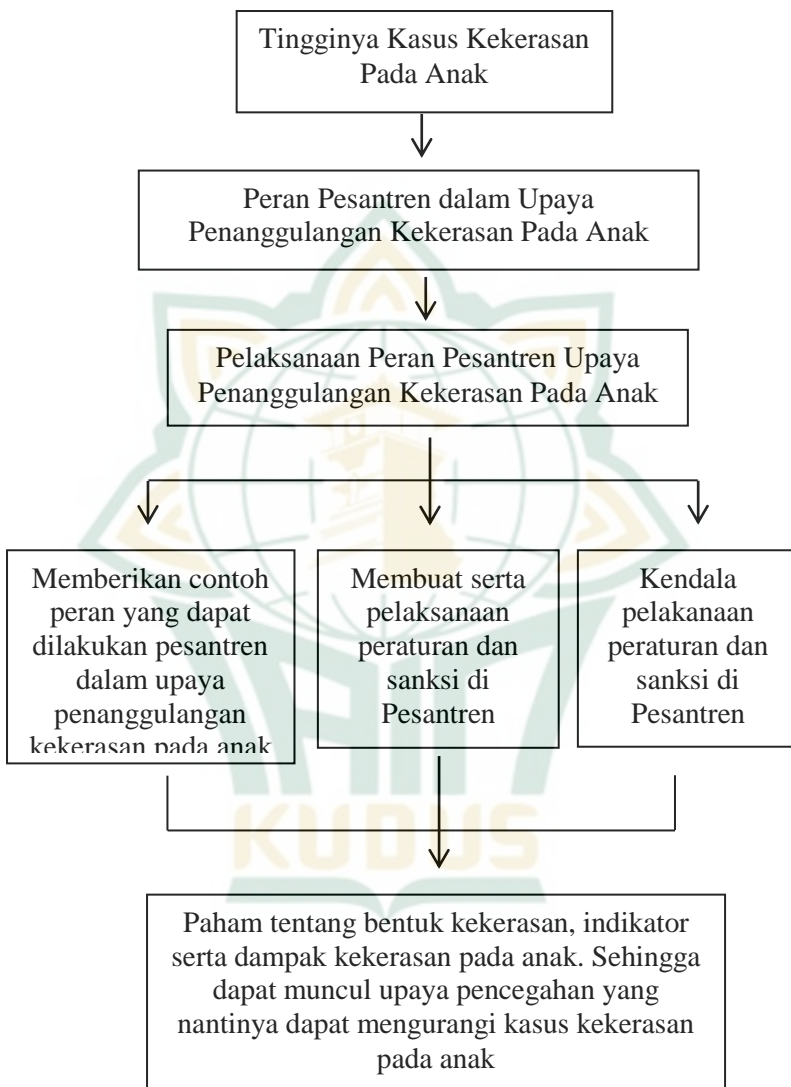 Tingginya Kasus Kekerasan
Pada Anak
Peran Pesantren dalam Upaya
Penanggulangan Kekerasan Pada Anak
Pelaksanaan Peran Pesantren Upaya
Penanggulangan Kekerasan Pada Anak
Memberikan contoh
peran yang dapat
dilakukan pesantren
dalam upaya
penanggulangan
kekerasan pada anak
Membuat serta
pelaksanaan
peraturan dan
sanksi di
Pesantren
Kendala
pelakanaan
peraturan dan
sanksi di
Pesantren
KUDUS
Paham tentang bentuk kekerasan, indikator
serta dampak kekerasan pada anak. Sehingga
dapat muncul upaya pencegahan yang
nantinya dapat mengurangi kasus kekerasan
pada anak